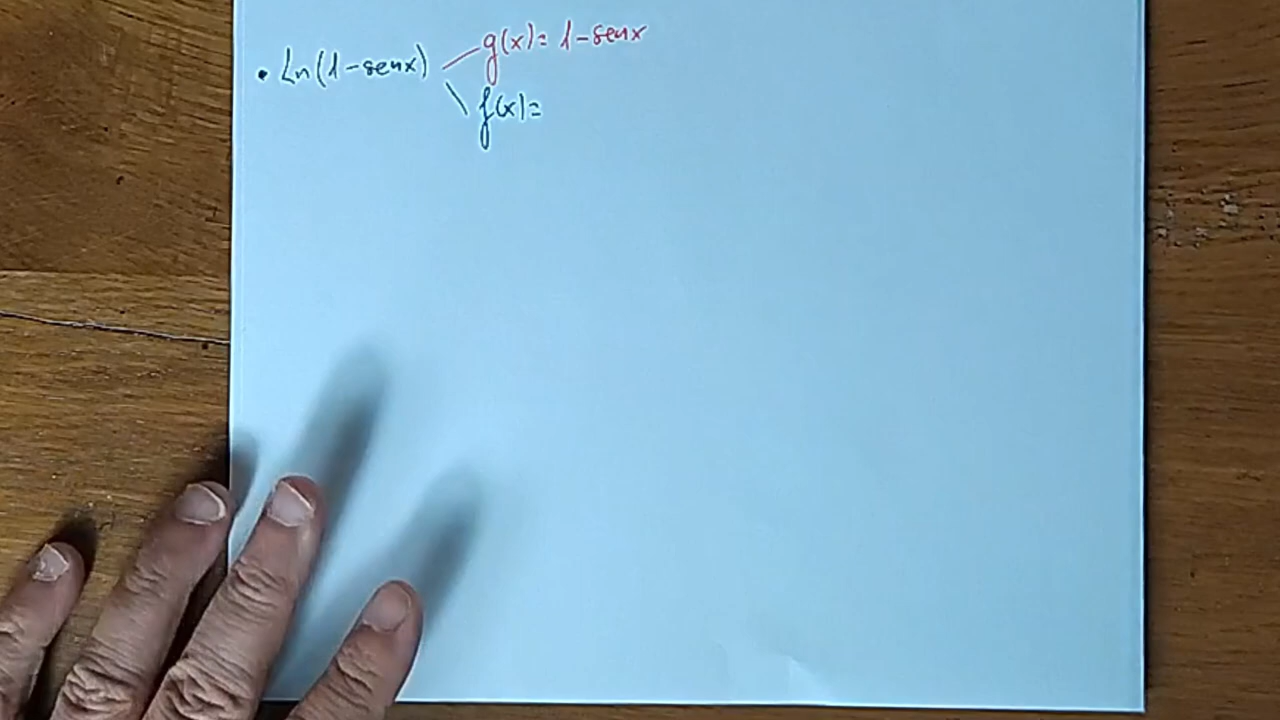 g(x)= 1-senx
• Ln(1-senx)
f(x)=